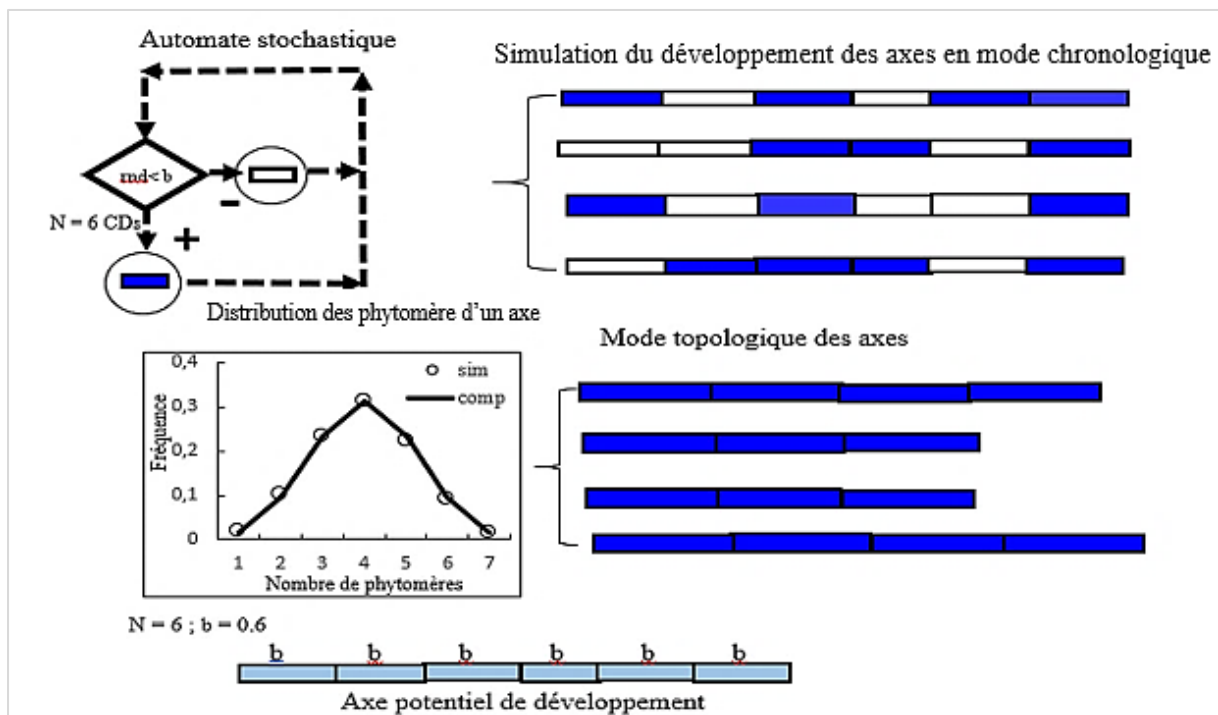 Automate stochastique
Simulation du développement des axes en mode chronologique
rnd< b
-
N = 6 CDs
+
Distribution des phytomère d'un axe
Mode topologique des axes
0,4
0,3
0,2
0,1
0
Fréquence
sim
comp
1 2 3 4 5 6 7
Nombre de phytomères
N = 6 ; b = 0.6
b b b b b b
Axe potentiel de développement